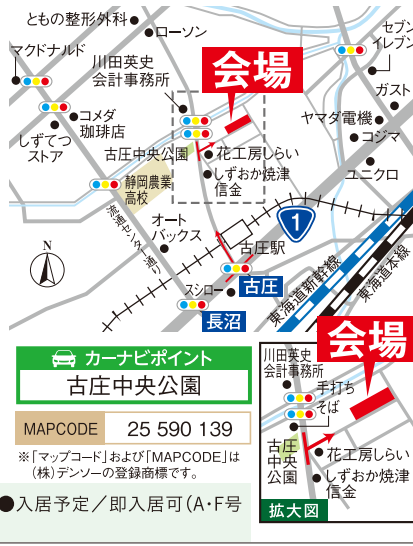 ともの整形外科
ローソン
マクドナルド
川田英史
会計事務所
会場
セブン
イレブン
ガスト
コメダ
珈琲店
ヤマダ電機
コジマ
しずてつ
ストア
古庄中央公園
花工房しらい
しずおか焼津
信金
ユニクロ
静岡農業
高校
流通センター通り
オート
バックス
1
古庄駅
N
スシロー
古庄
長沼
東海道新幹線
東海道本線
カーナビポイント
古庄中央公園
MAPCODE
25 590 139
※「マップコード」および「MAPCODE」は
(株)デンソーの登録商標です。
●入居予定/即入居可(A・F号
会場
川田英史
会計事務所
手打ち
そば
古庄
中央
公園
花工房しらい
しずおか焼津
信金
拡大図